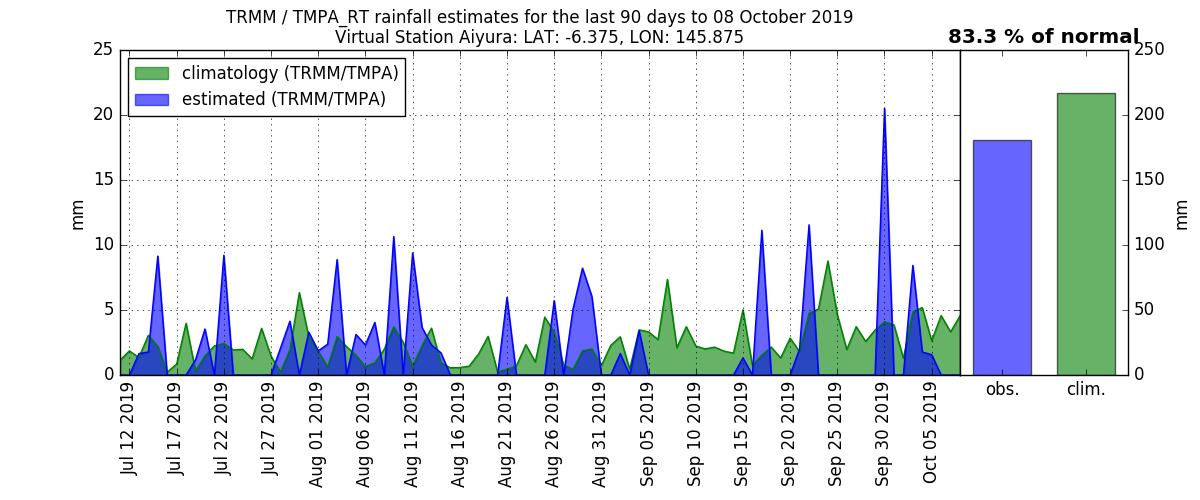 TRMM / TMPA_RT rainfall estimates for the last 90 days to 08 October 2019
Virtual Station Aiyura: LAT: -6.375, LON: 145.875
83.3 % of normal
climatology (TRMM/TMPA)
estimated (TRMM/TMPA)
25
20
15
10
5
0
mm
Jul 12 2019
Jul 17 2019
Jul 22 2019
Jul 27 2019
Aug 01 2019
Aug 06 2019
Aug 11 2019
Aug 16 2019
Aug 21 2019
Aug 26 2019
Aug 31 2019
Sep 05 2019
Sep 10 2019
Sep 15 2019
Sep 20 2019
Sep 25 2019
Sep 30 2019
Oct 05 2019
obs.
clim.
250
200
150
100
50
0
mm